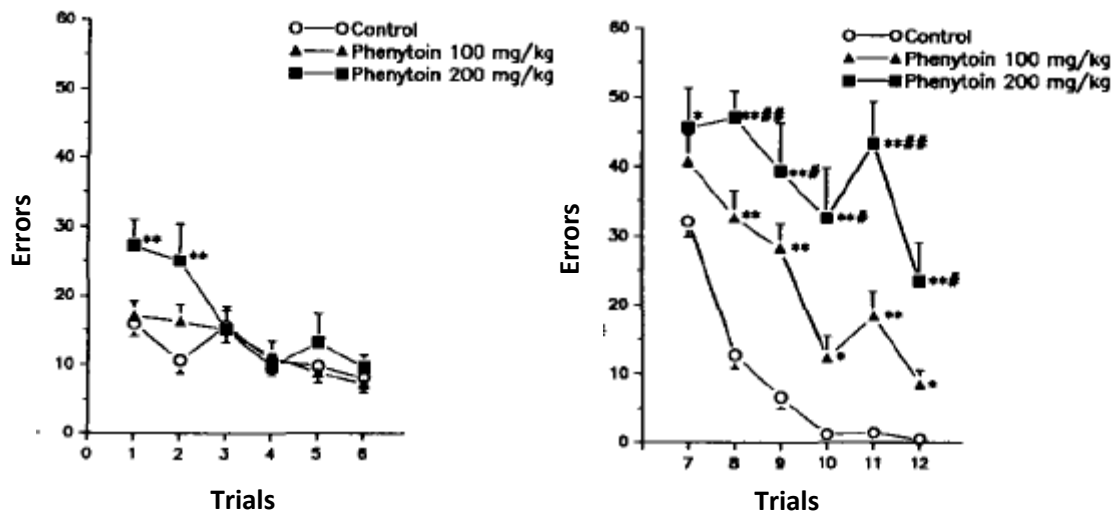 Control
Phenytoin 100 mg/kg
Phenytoin 200 mg/kg
60
50
40
30
20
10
0
Errors
** **
0 1 2 3 4 5 6
Trials
Control
Phenytoin 100 mg/kg
Phenytoin 200 mg/kg
60
50
40
30
20
10
0
Errors
* **## **# **# **## **#
** ** * ** *
7 8 9 10 11 12
Trials